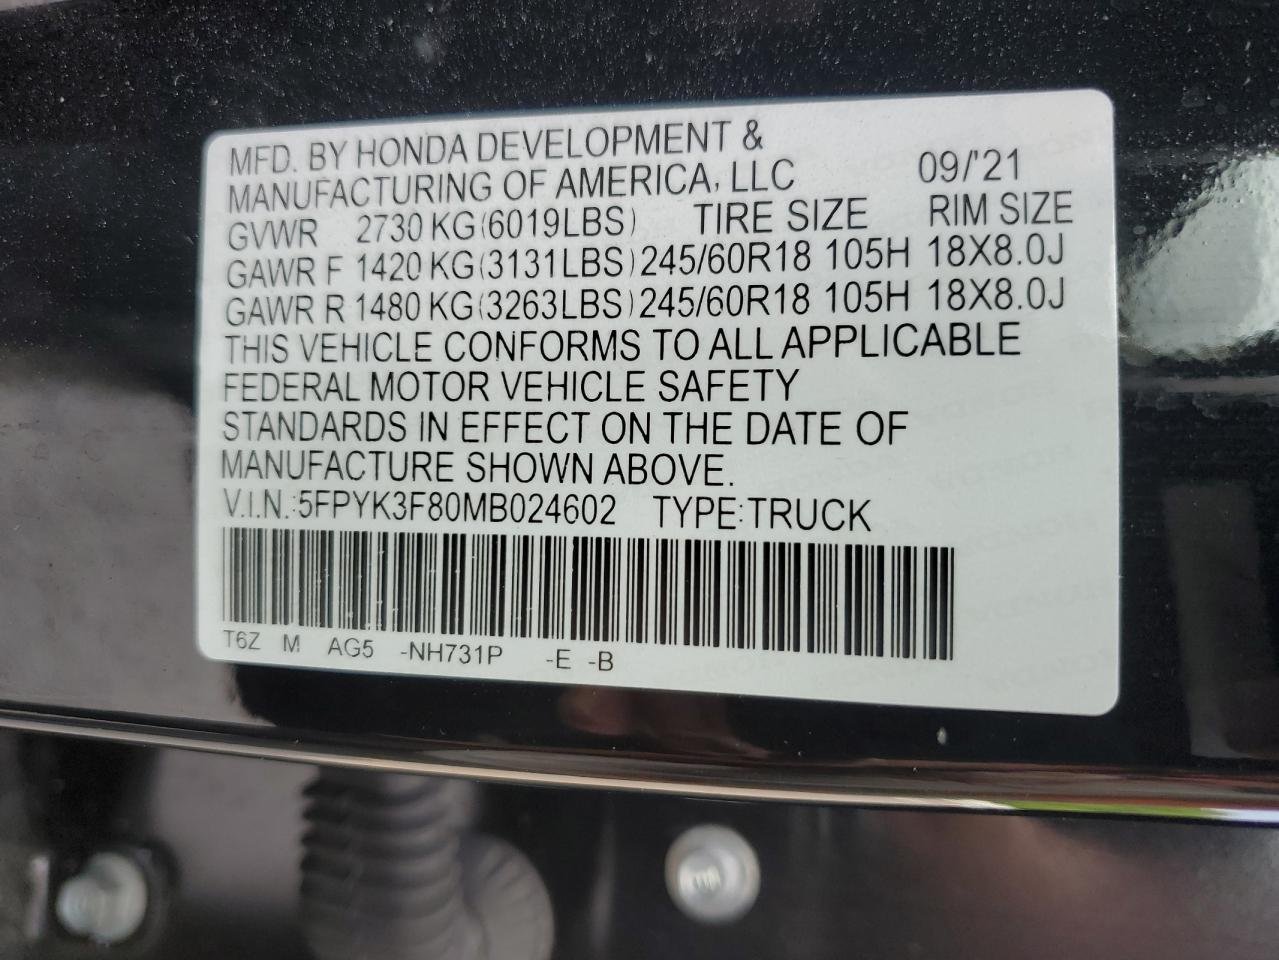 MFD. BY HONDA DEVELOPMENT &
MANUFACTURING OF AMERICA, LLC 09/'21
GVWR 2730 KG(6019LBS) TIRE SIZE RIM SIZE
GAWR F 1420 KG(3131LBS) 245/60R18 105H 18X8.0J
GAWR R 1480 KG(3263LBS) 245/60R18 105H 18X8.0J
THIS VEHICLE CONFORMS TO ALL APPLICABLE
FEDERAL MOTOR VEHICLE SAFETY
STANDARDS IN EFFECT ON THE DATE OF
MANUFACTURE SHOWN ABOVE.
V.I.N.:5FPYK3F80MB024602 TYPE:TRUCK
T6Z M AG5 -NH731P -E -B